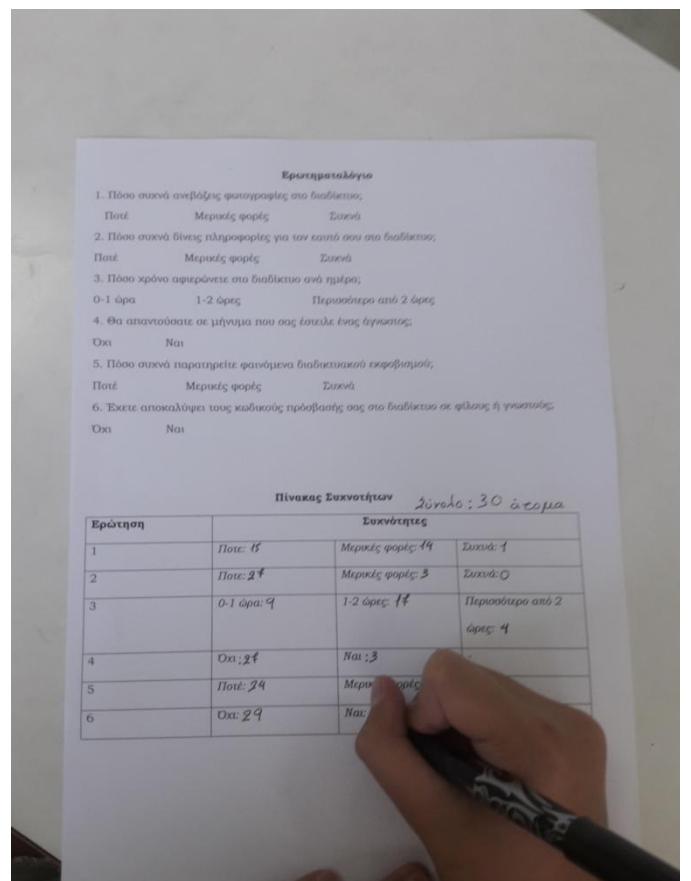 Ερωτηματολόγιο
1. Πόσο συχνά ανεβάζεις φωτογραφίες στο διαδίκτυο;
Ποτέ Μερικές φορές Συχνά
2. Πόσο συχνά δίνεις πληροφορίες για τον εαυτό σου στο διαδίκτυο;
Ποτέ Μερικές φορές Συχνά
3. Πόσο χρόνο αφιερώνετε στο διαδίκτυο ανά ημέρα;
0-1 ώρα 1-2 ώρες Περισσότερο από 2 ώρες
4. Θα απαντούσατε σε μήνυμα που σας έστειλε ένας άγνωστος;
Όχι Ναι
5. Πόσο συχνά παρατηρείτε φαινόμενα διαδικτυακού εκφοβισμού;
Ποτέ Μερικές φορές Συχνά
6. Έχετε αποκαλύψει τους κωδικούς πρόσβασής σας στο διαδίκτυο σε φίλους ή γνωστούς;
Όχι Ναι
Πίνακας Συχνοτήτων Σύνολο: 30 άτομα
Ερώτηση Συχνότητες
1 Ποτε: 15 Μερικές φορές: 14 Συχνά: 1
2 Ποτε: 27 Μερικές φορές: 3 Συχνά: 0
3 0-1 ώρα: 9 1-2 ώρες: 17 Περισσότερο από 2
ώρες: 4
4 Όχι: 27 Ναι: 3
5 Ποτέ: 24 φορές
6 Όχι: 29 Ναι: